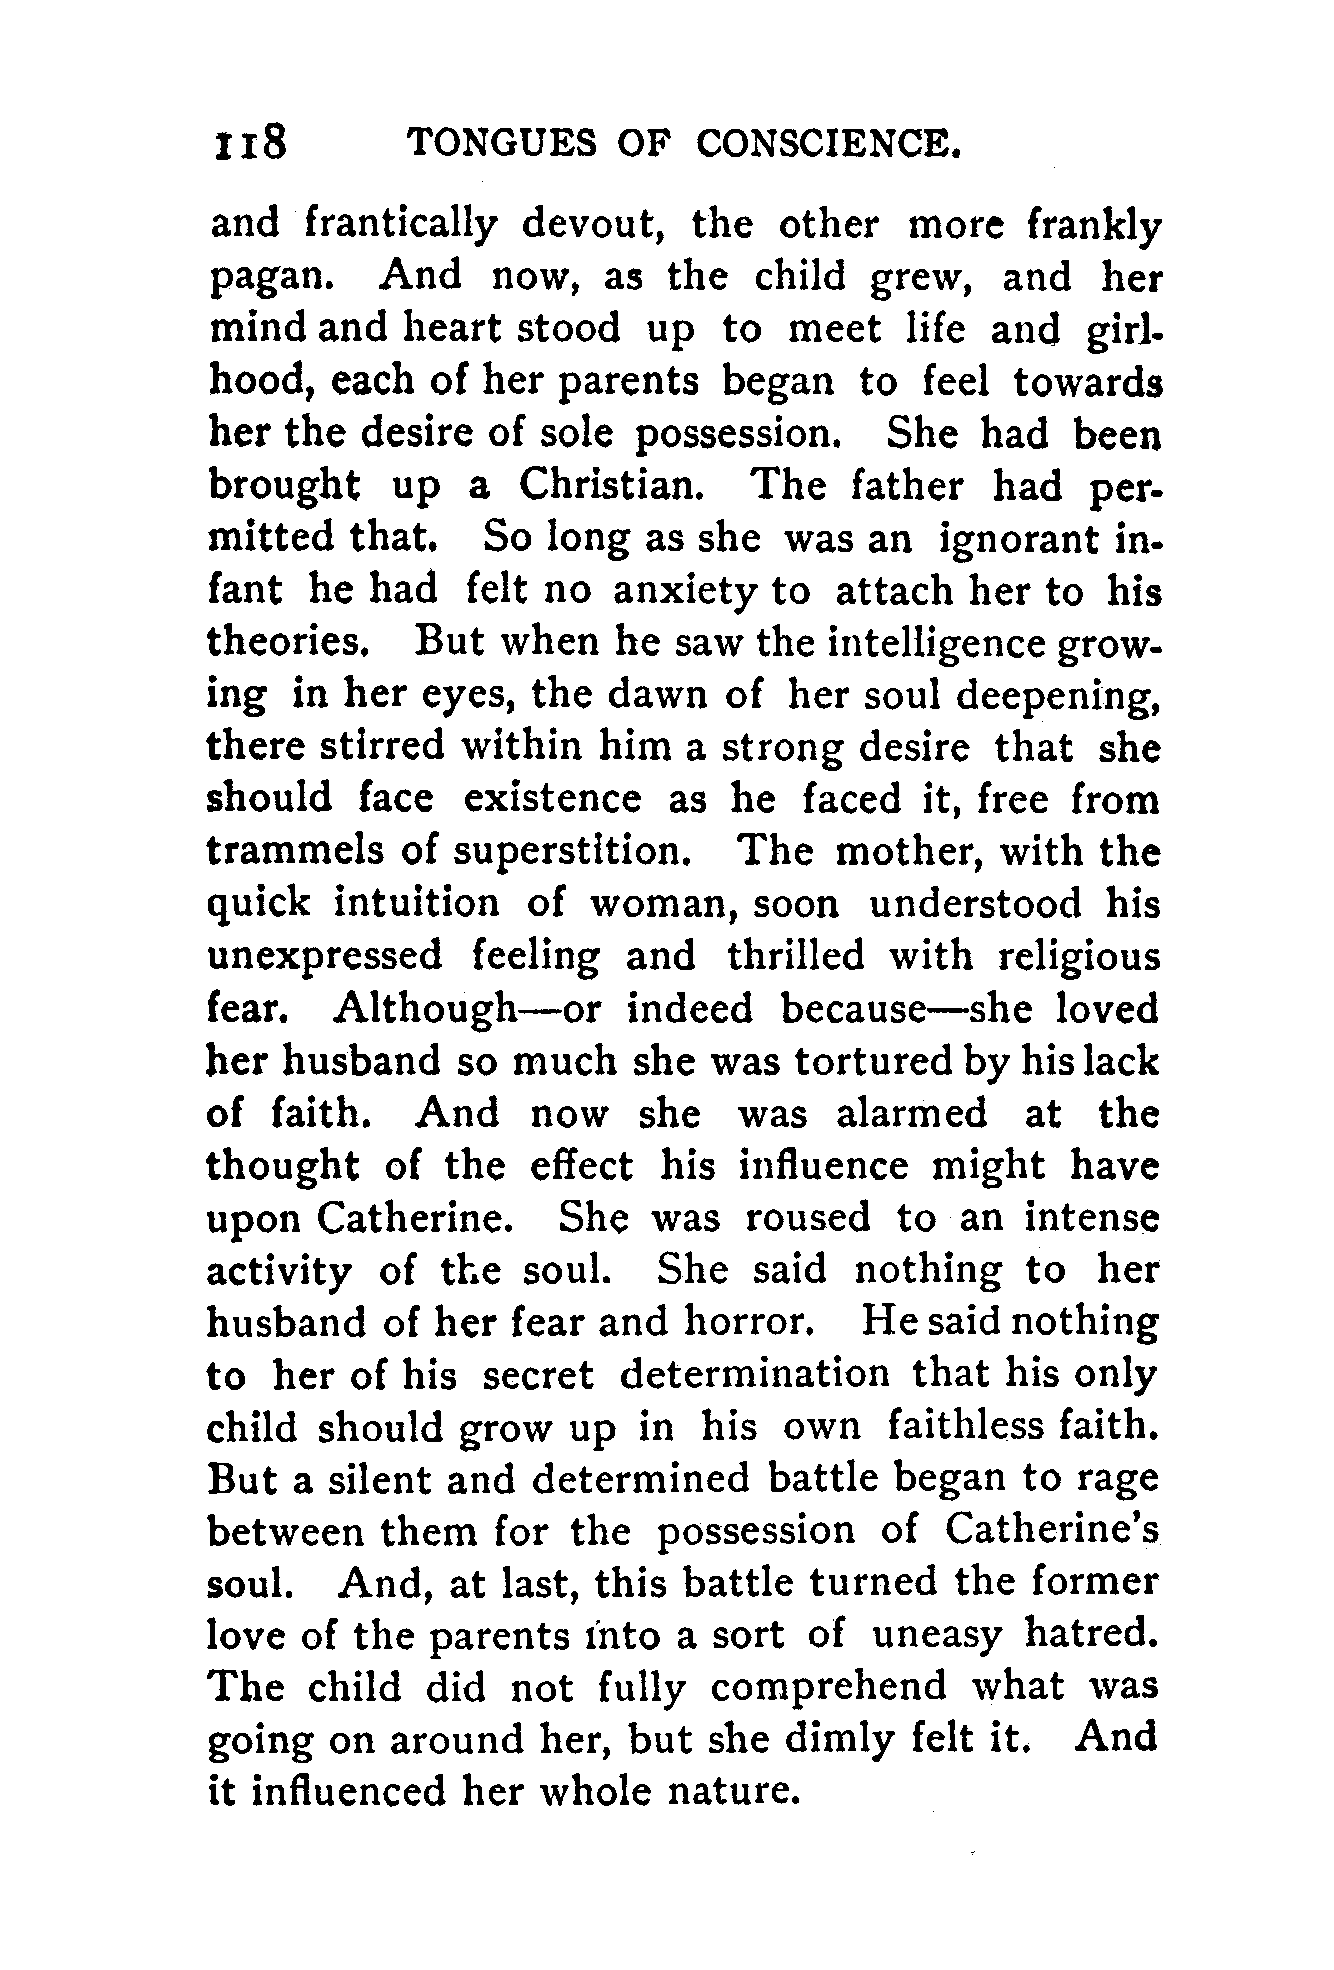 118 TONGUES OF CONSCIENCE.
and frantically devout, the other more frankly
pagan. And now, as the child grew, and her
mind and heart stood up to meet life and girl-
hood, each of her parents began to feel towards
her the desire of sole possession. She had been
brought up a Christian. The father had per-
mitted that. So long as she was an ignorant in-
fant he had felt no anxiety to attach her to his
theories. But when he saw the intelligence grow-
ing in her eyes, the dawn of her soul deepening,
there stirred within him a strong desire that she
should face existence as he faced it, free from
trammels of superstition. The mother, with the
quick intuition of woman, soon understood his
unexpressed feeling and thrilled with religious
fear. Although—or indeed because—she loved
her husband so much she was tortured by his lack
of faith. And now she was alarmed at the
thought of the effect his influence might have
upon Catherine. She was roused to an intense
activity of the soul. She said nothing to her
husband of her fear and horror. He said nothing
to her of his secret determination that his only
child should grow up in his own faithless faith.
But a silent and determined battle began to rage
between them for the possession of Catherine's
soul. And, at last, this battle turned the former
love of the parents into a sort of uneasy hatred.
The child did not fully comprehend what was
going on around her, but she dimly felt it. And
it influenced her whole nature.